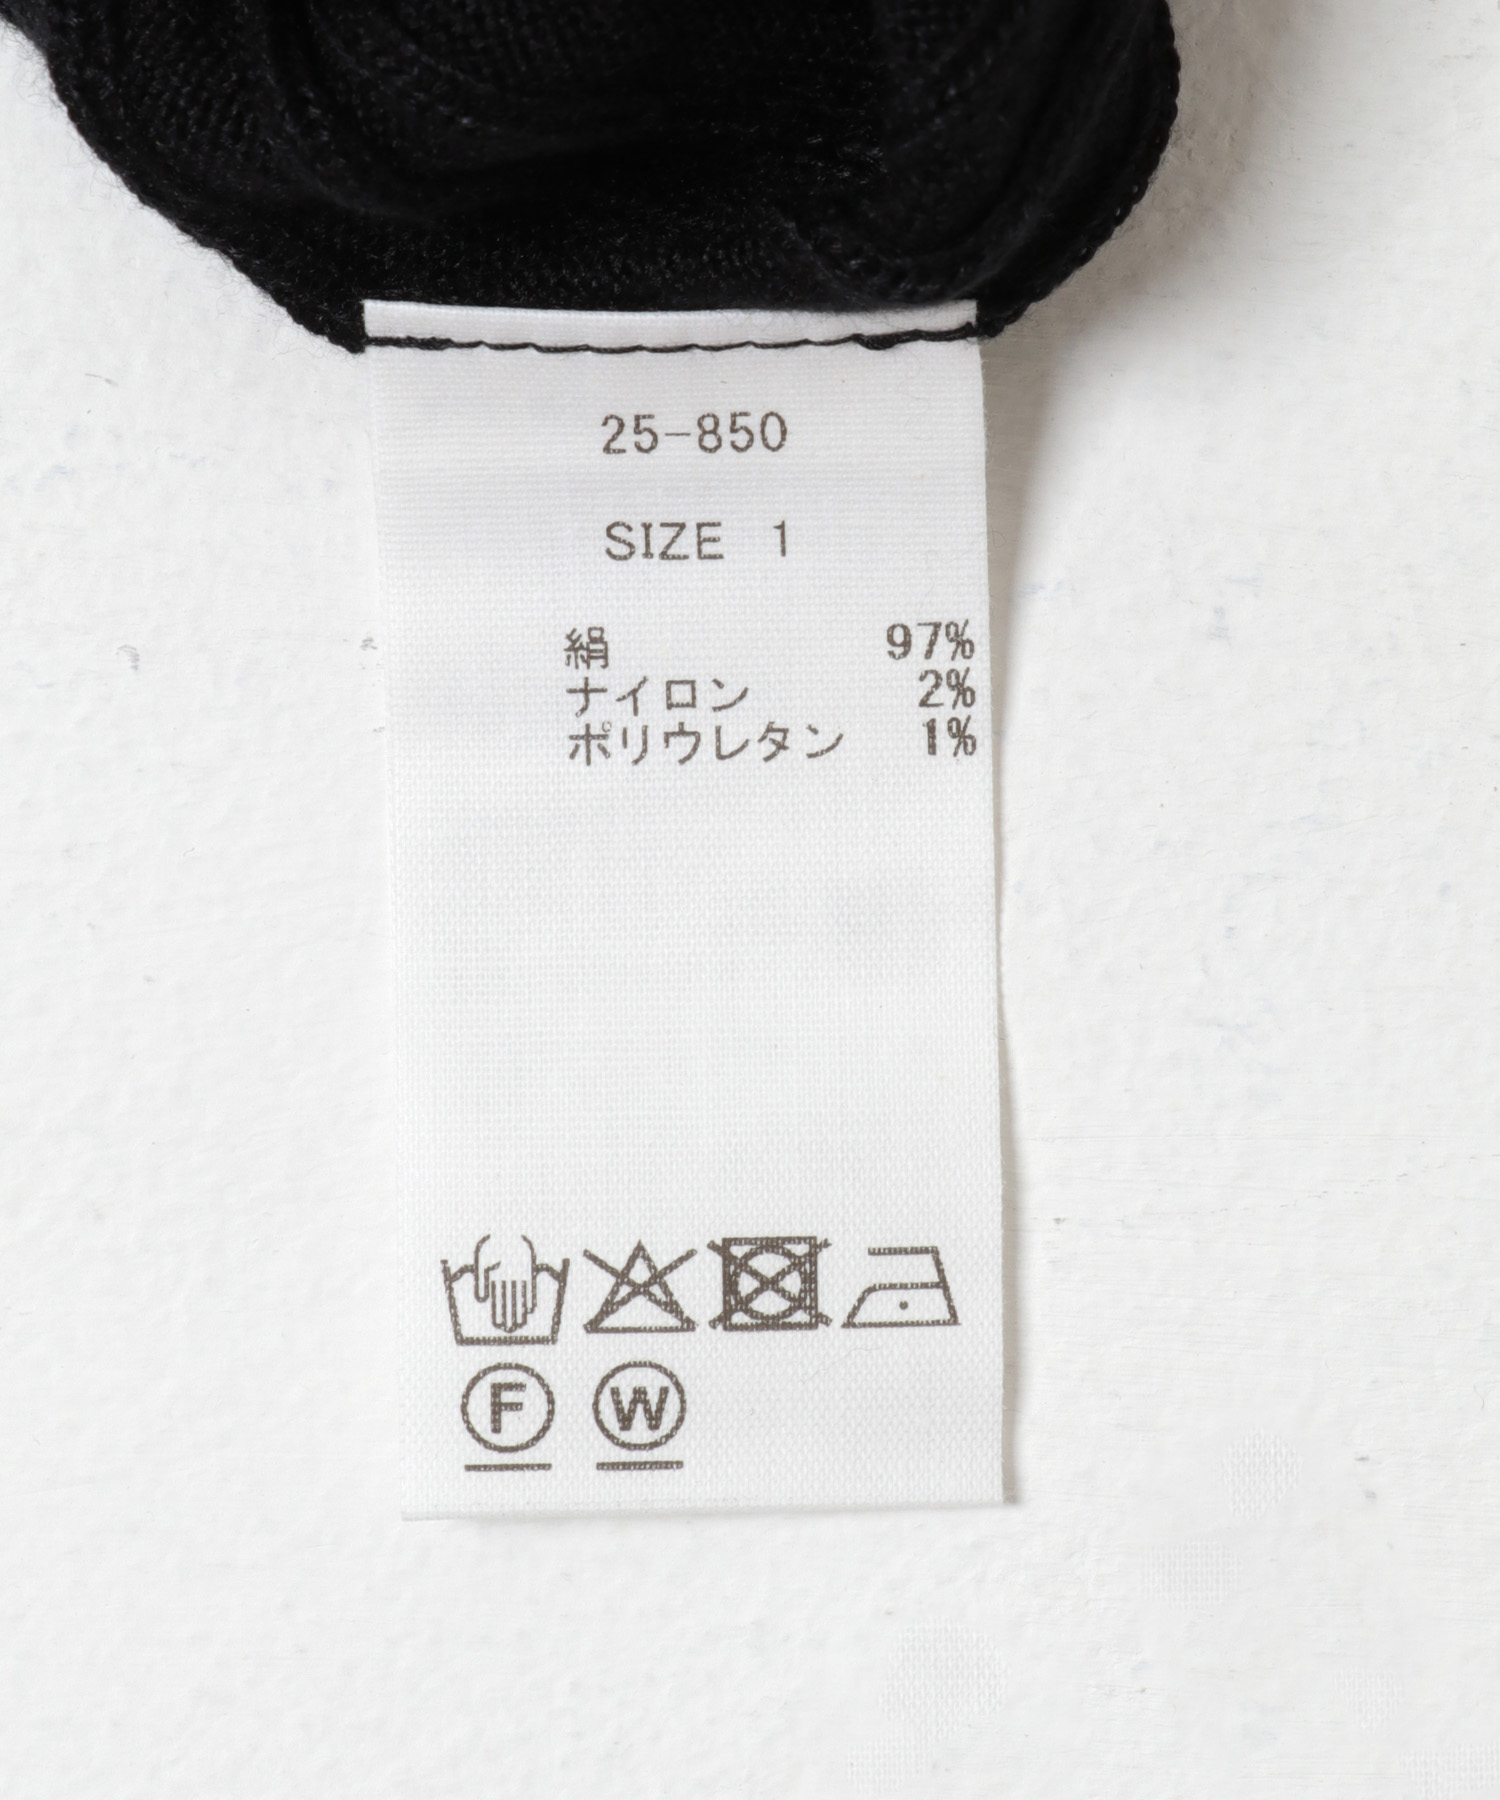 25-850
SIZE 1
絹 97%
ナイロン 2%
ポリウレタン 1%
F W